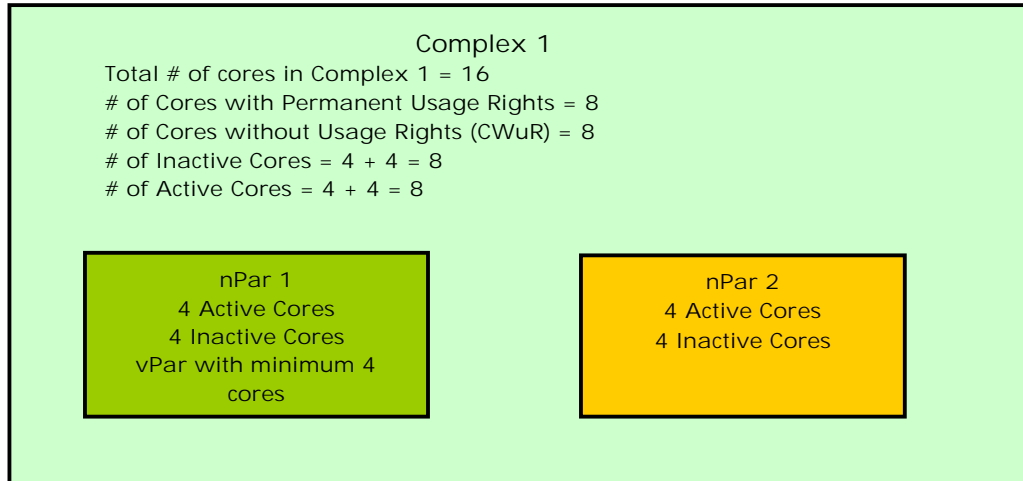 Complex 1
Total # of cores in Complex 1 = 16
# of Cores with Permanent Usage Rights = 8
# of Cores without Usage Rights (CWuR) = 8
# of Inactive Cores = 4 + 4 = 8
# of Active Cores = 4 + 4 = 8
nPar 1
4 Active Cores
4 Inactive Cores
vPar with minimum 4
cores
nPar 2
4 Active Cores
4 Inactive Cores